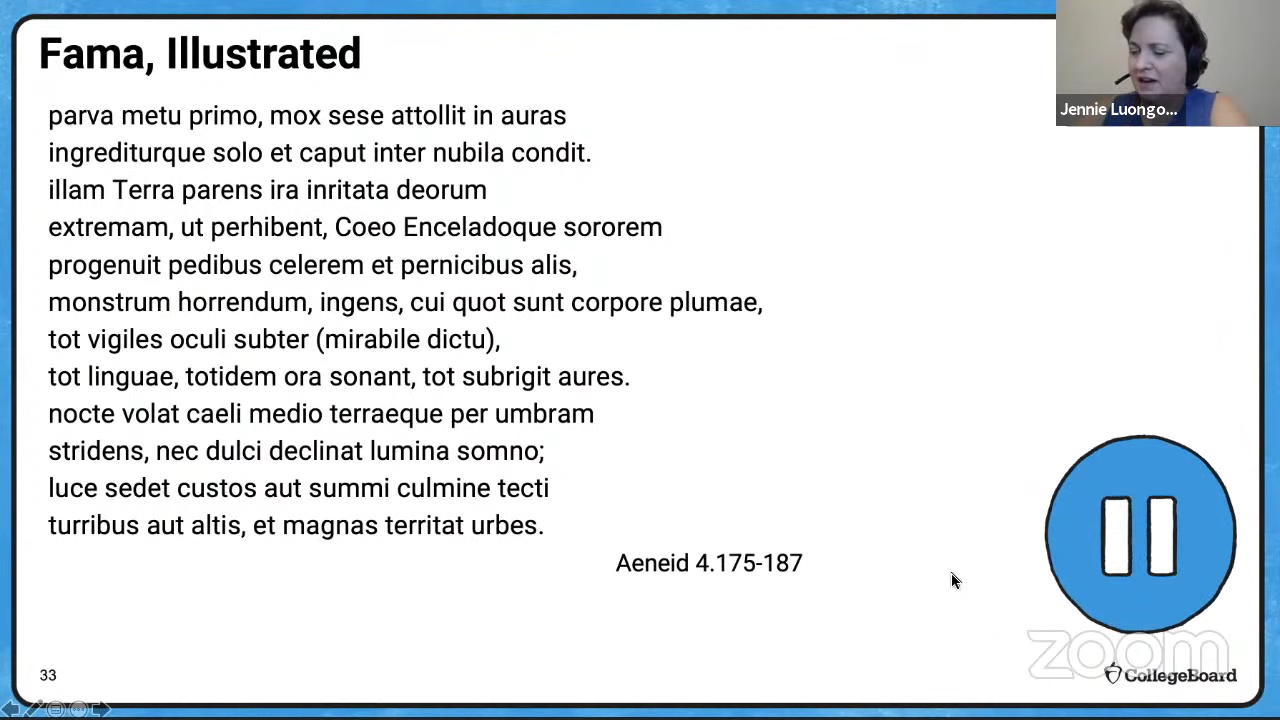 Fama, Illustrated
Jennie Luongo...
parva metu primo, mox sese attollit in auras
ingrediturque solo et caput inter nubila condit.
illam Terra parens ira inritata deorum
extremam, ut perhibent, Coeo Enceladoque sororem
progenuit pedibus celerem et pernicibus alis,
monstrum horrendum, ingens, cui quot sunt corpore plumae,
tot vigiles oculi subter (mirabile dictu),
tot linguae, totidem ora sonant, tot subrigit aures.
nocte volat caeli medio terraeque per umbram
stridens, nec dulci declinat lumina somno;
luce sedet custos aut summi culmine tecti
turribus aut altis, et magnas territat urbes.
Aeneid 4.175-187
zoom
33
CollegeBoard